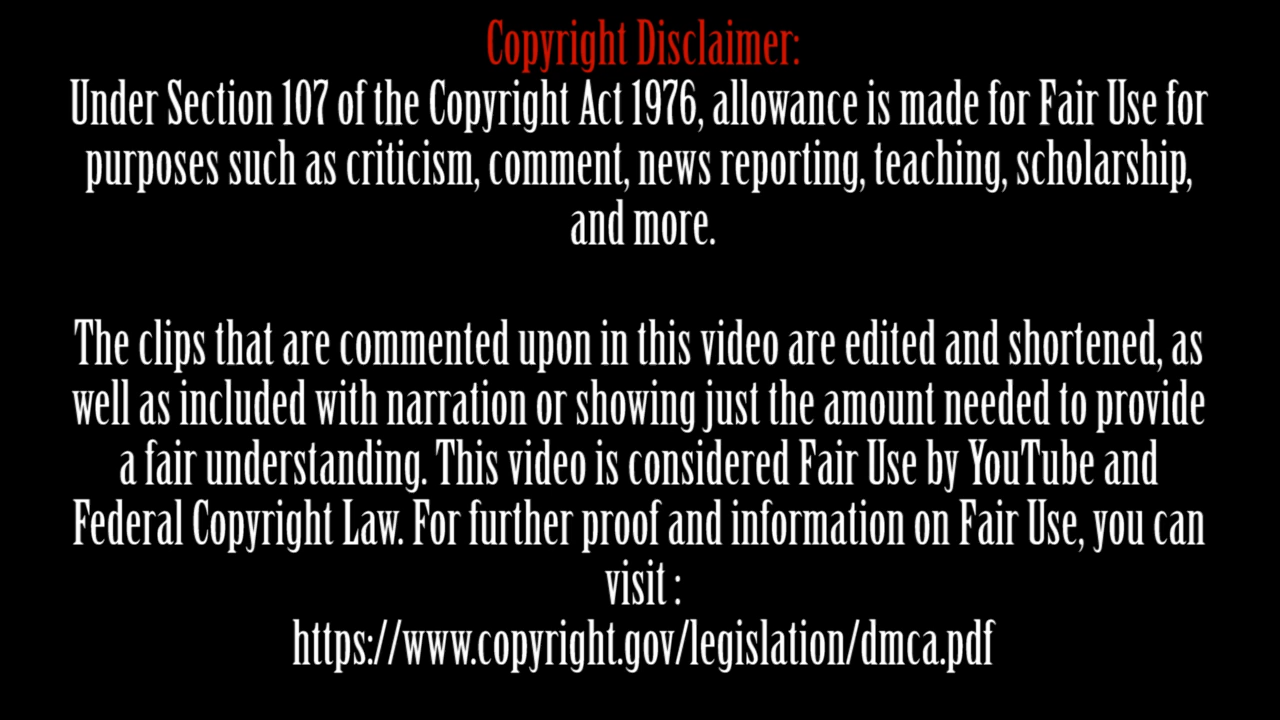 Copyright Disclaimer:
Under Section 107 of the Copyright Act 1976, allowance is made for Fair Use for
purposes such as criticism, comment, news reporting, teaching, scholarship,
and more.
The clips that are commented upon in this video are edited and shortened, as
well as included with narration or showing just the amount needed to provide
a fair understanding. This video is considered Fair Use by YouTube and
Federal Copyright Law. For further proof and information on Fair Use, you can
visit :
https://www.copyright.gov/legislation/dmca.pdf